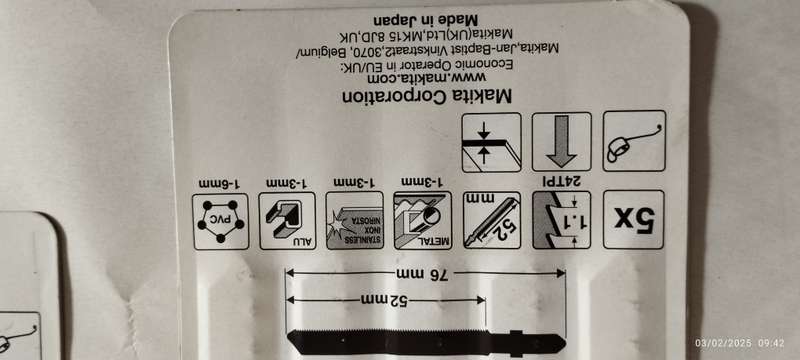 52 mm
76 mm
5x
1.1
24TPI
52
mm
METAL
1-3mm
STAINLESS
INOX
NIROSTA
1-3mm
ALU
1-3mm
PVC
1-6mm
Makita Corporation
www.makita.com
Economic Operator in EU/UK:
Makita,Jan-Baptist Vinkstraat2,3070, Belgium/
Makita(UK)Ltd,MK15 8JD,UK
Made in Japan
03/02/2025 09:42